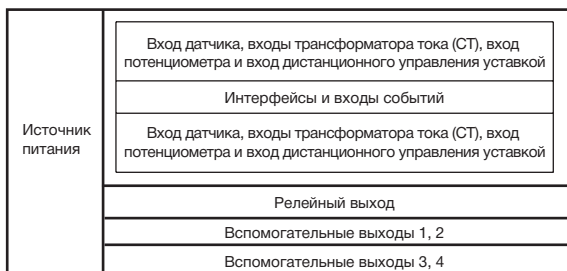 Источник
питания
Вход датчика, входы трансформатора тока (СТ), вход
потенциометра и вход дистанционного управления уставкой
Интерфейсы и входы событий
Вход датчика, входы трансформатора тока (СТ), вход
потенциометра и вход дистанционного управления уставкой
Релейный выход
Вспомогательные выходы 1, 2
Вспомогательные выходы 3, 4